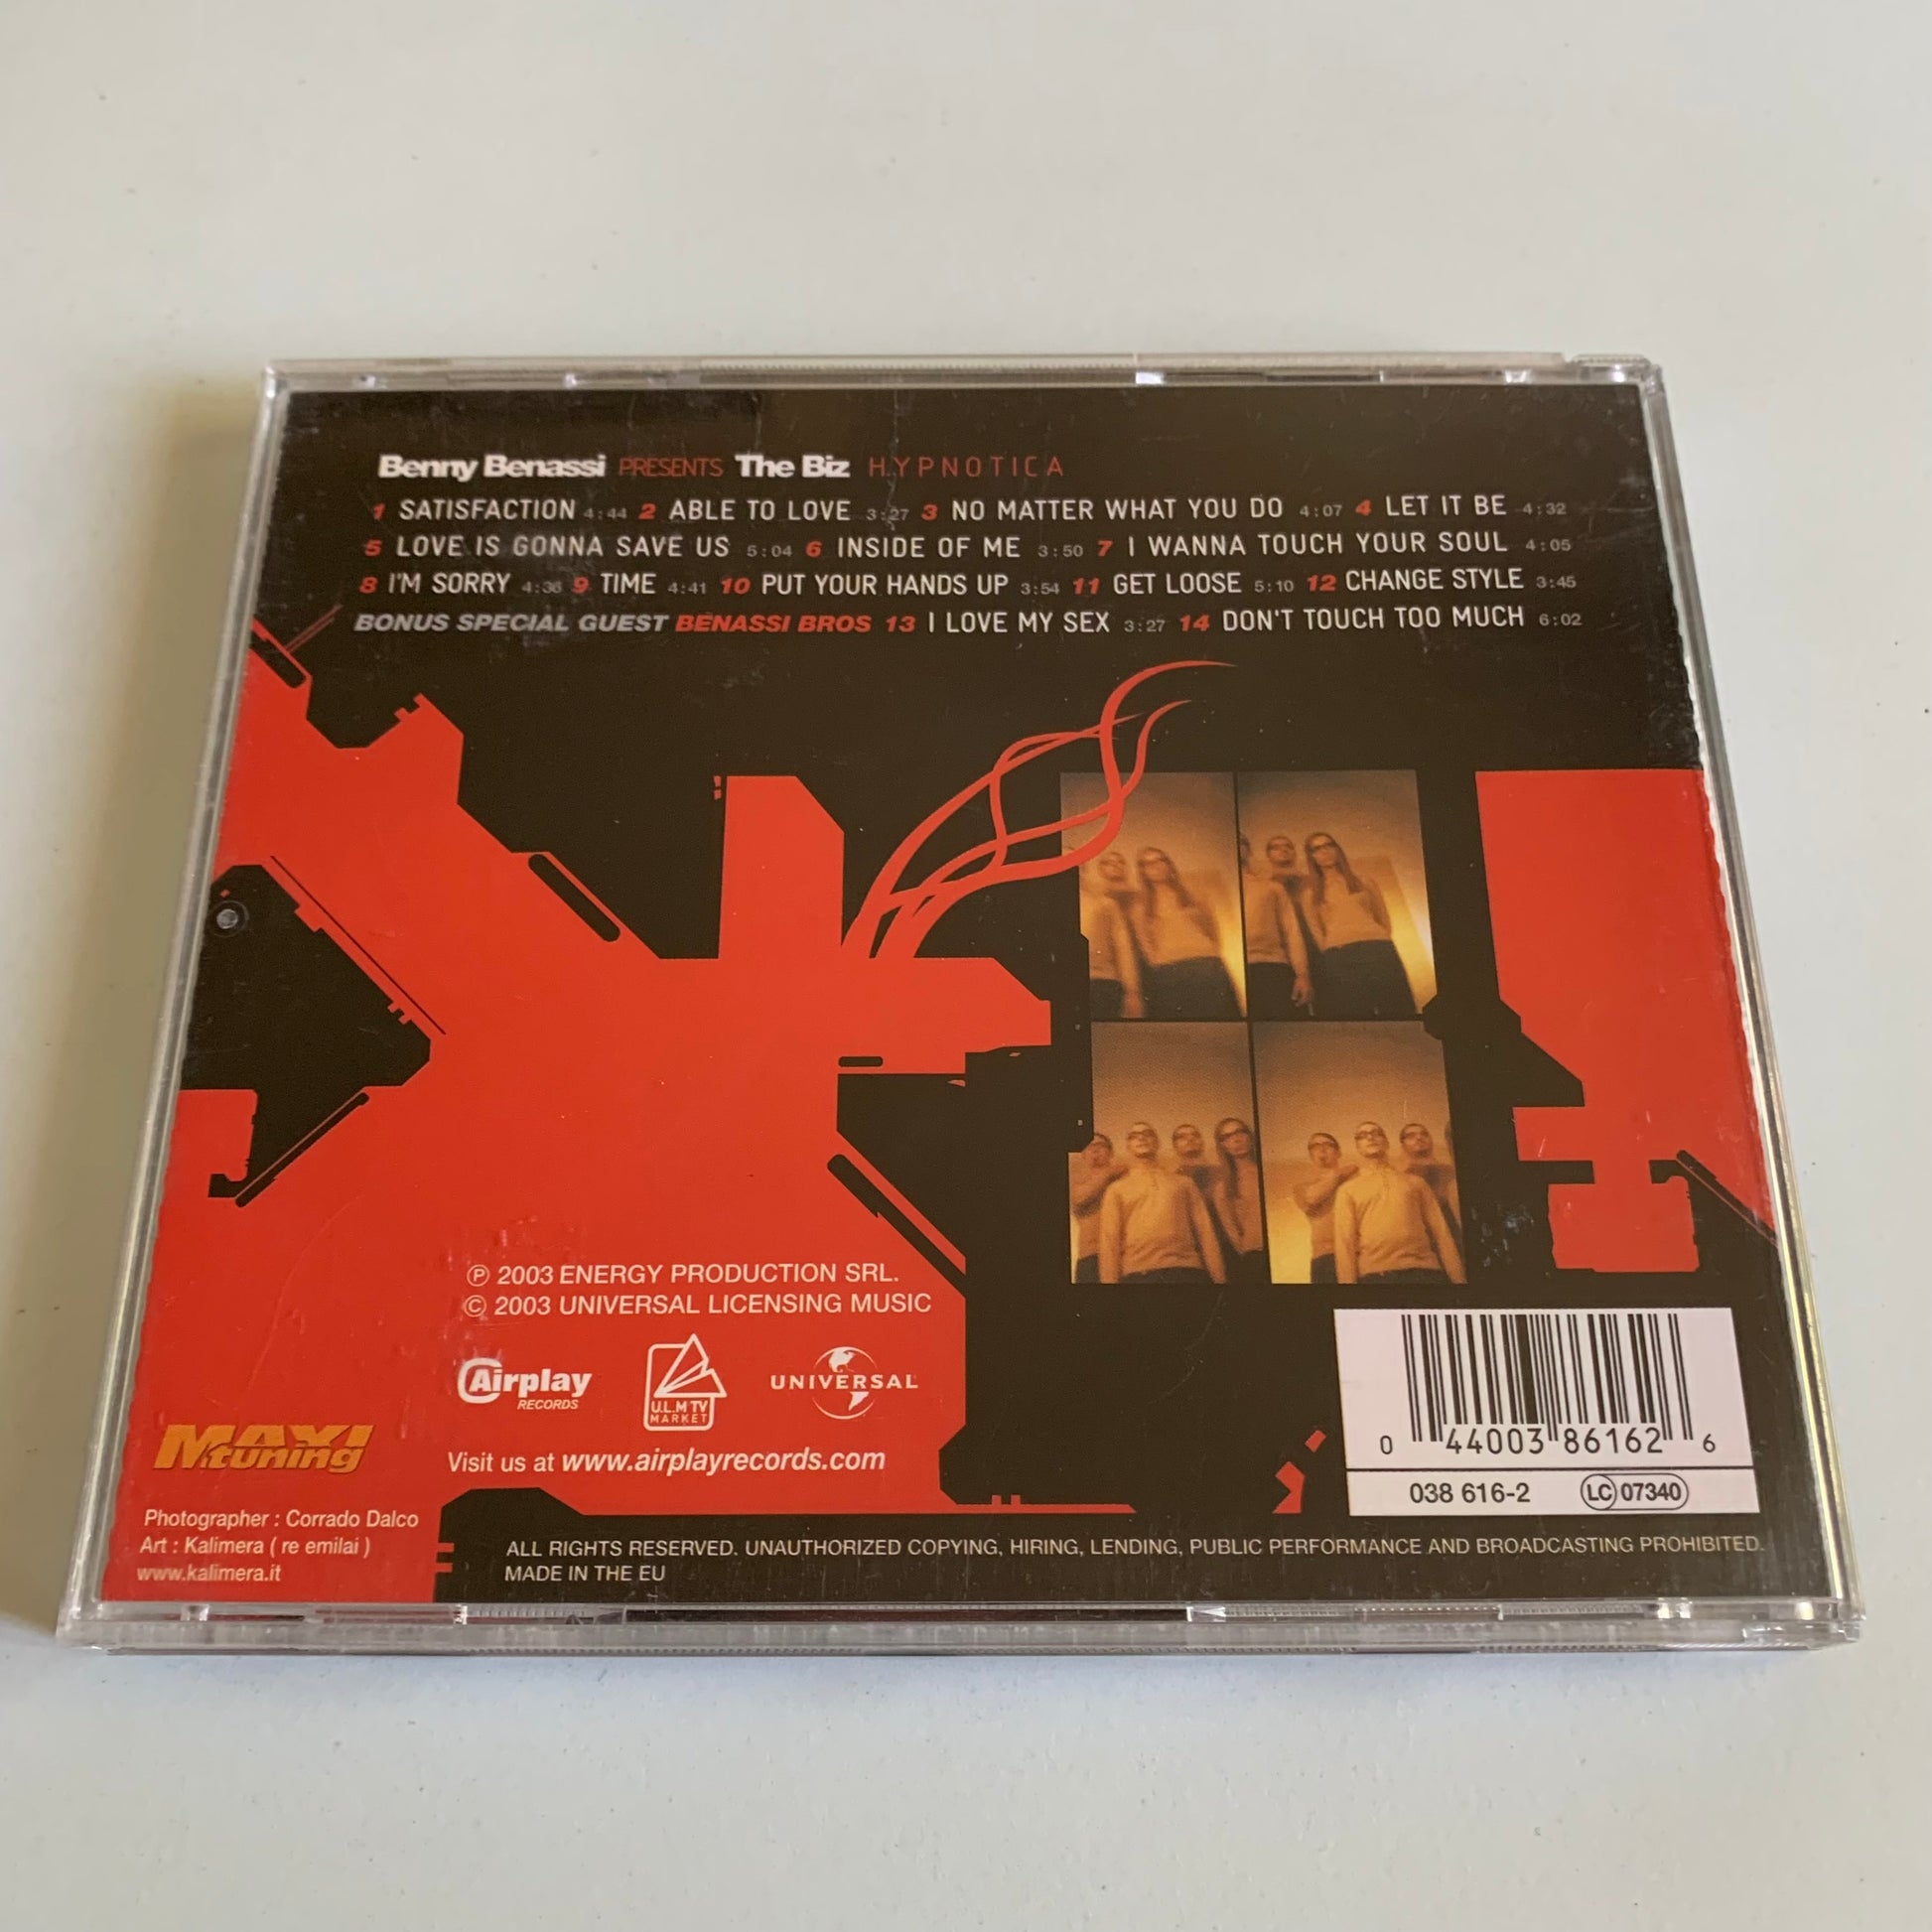 Benny Benassi PRESENTS The Biz HYPNOTICA
1 SATISFACTION 4:44 2 ABLE TO LOVE 3:27 3 NO MATTER WHAT YOU DO 4:07 4 LET IT BE 4:32
5 LOVE IS GONNA SAVE US 5:04 6 INSIDE OF ME 3:50 7 I WANNA TOUCH YOUR SOUL 4:05
8 I'M SORRY 4:36 9 TIME 4:41 10 PUT YOUR HANDS UP 3:54 11 GET LOOSE 5:10 12 CHANGE STYLE 3:45
BONUS SPECIAL GUEST BENASSI BROS 13 I LOVE MY SEX 3:27 14 DON'T TOUCH TOO MUCH 6:02
℗ 2003 ENERGY PRODUCTION SRL.
© 2003 UNIVERSAL LICENSING MUSIC
Airplay
RECORDS
U.L.M TV
MARKET
UNIVERSAL
MAXI
tuning
Visit us at www.airplayrecords.com
0 44003 86162 6
038 616-2 LC 07340
Photographer : Corrado Dalco
Art : Kalimera ( re emilai )
www.kalimera.it
ALL RIGHTS RESERVED. UNAUTHORIZED COPYING, HIRING, LENDING, PUBLIC PERFORMANCE AND BROADCASTING PROHIBITED.
MADE IN THE EU